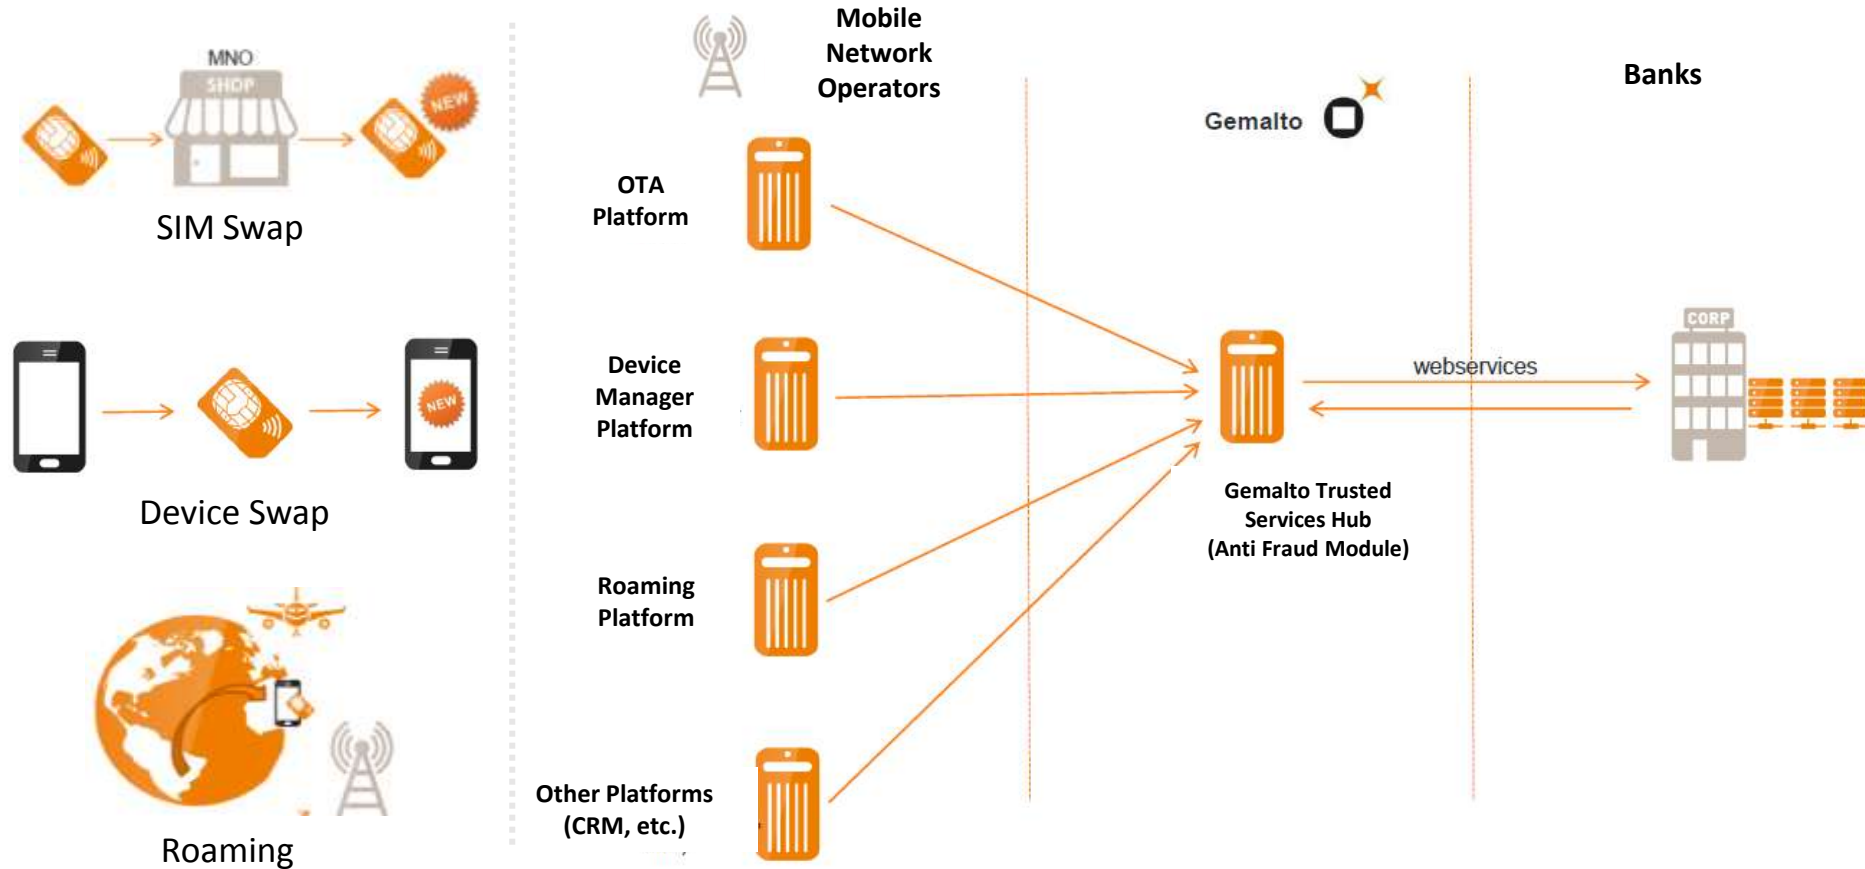 MNO
SHOP
NEW
SIM Swap
NEW
Device Swap
Roaming
Mobile
Network
Operators
OTA
Platform
Device
Manager
Platform
Roaming
Platform
Other Platforms
(CRM, etc.)
Gemalto
Gemalto Trusted
Services Hub
(Anti Fraud Module)
webservices
Banks
CORP